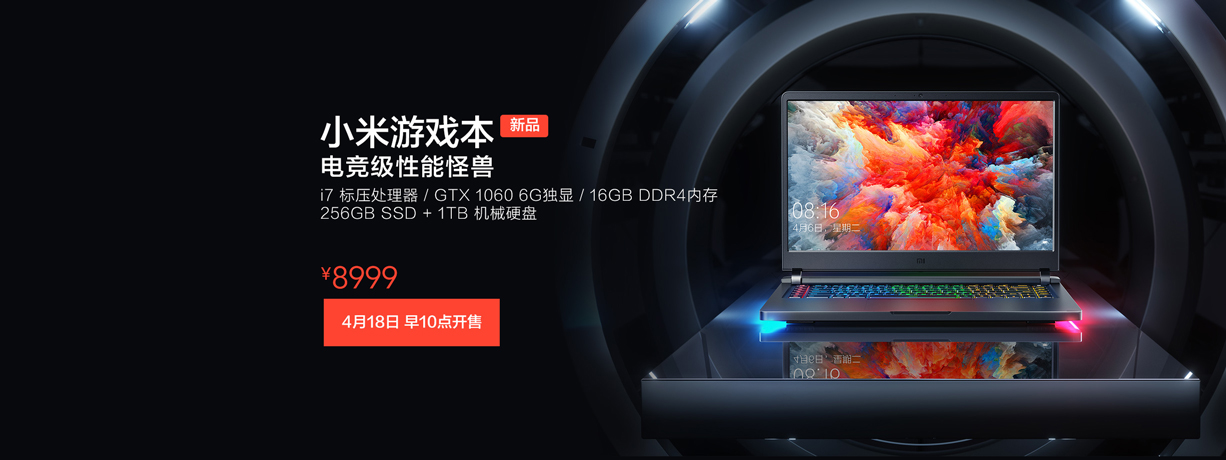 小米游戏本 新品
电竞级性能怪兽
i7 标压处理器 / GTX 1060 6G独显 / 16GB DDR4内存
256GB SSD + 1TB 机械硬盘
¥8999
4月18日 早10点开售
08:16
4月6日，星期二